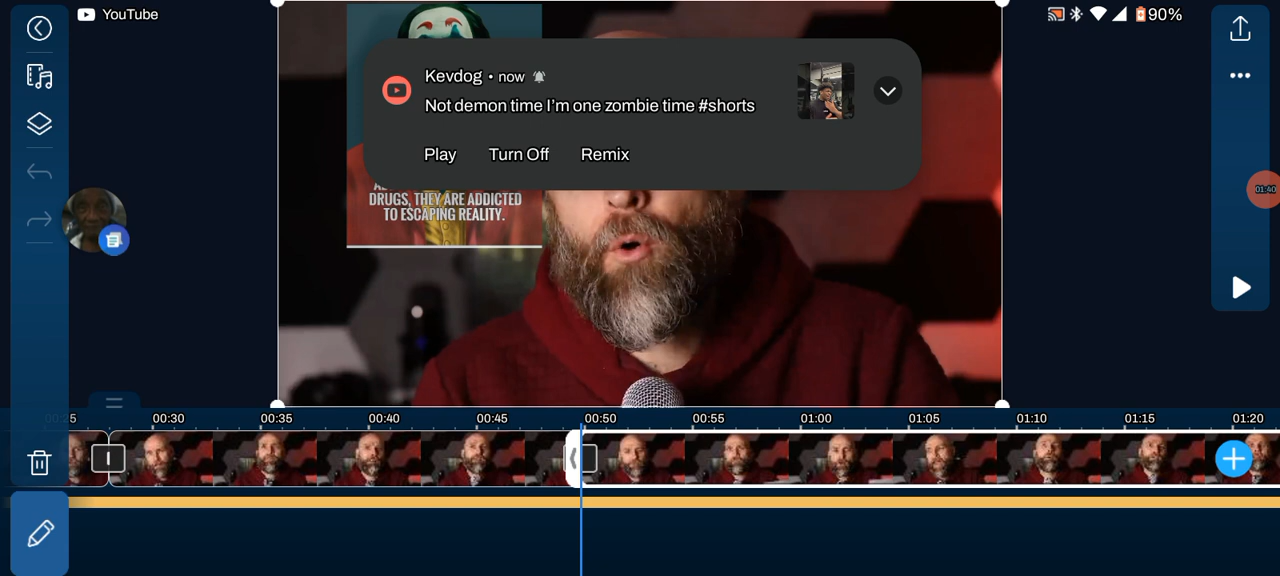 YouTube
90%
Kevdog • now
Not demon time I'm one zombie time #shorts
Play Turn Off Remix
DRUGS, THEY ARE ADDICTED
TO ESCAPING REALITY.
01:40
00:25 00:30 00:35 00:40 00:45 00:50 00:55 01:00 01:05 01:10 01:15 01:20